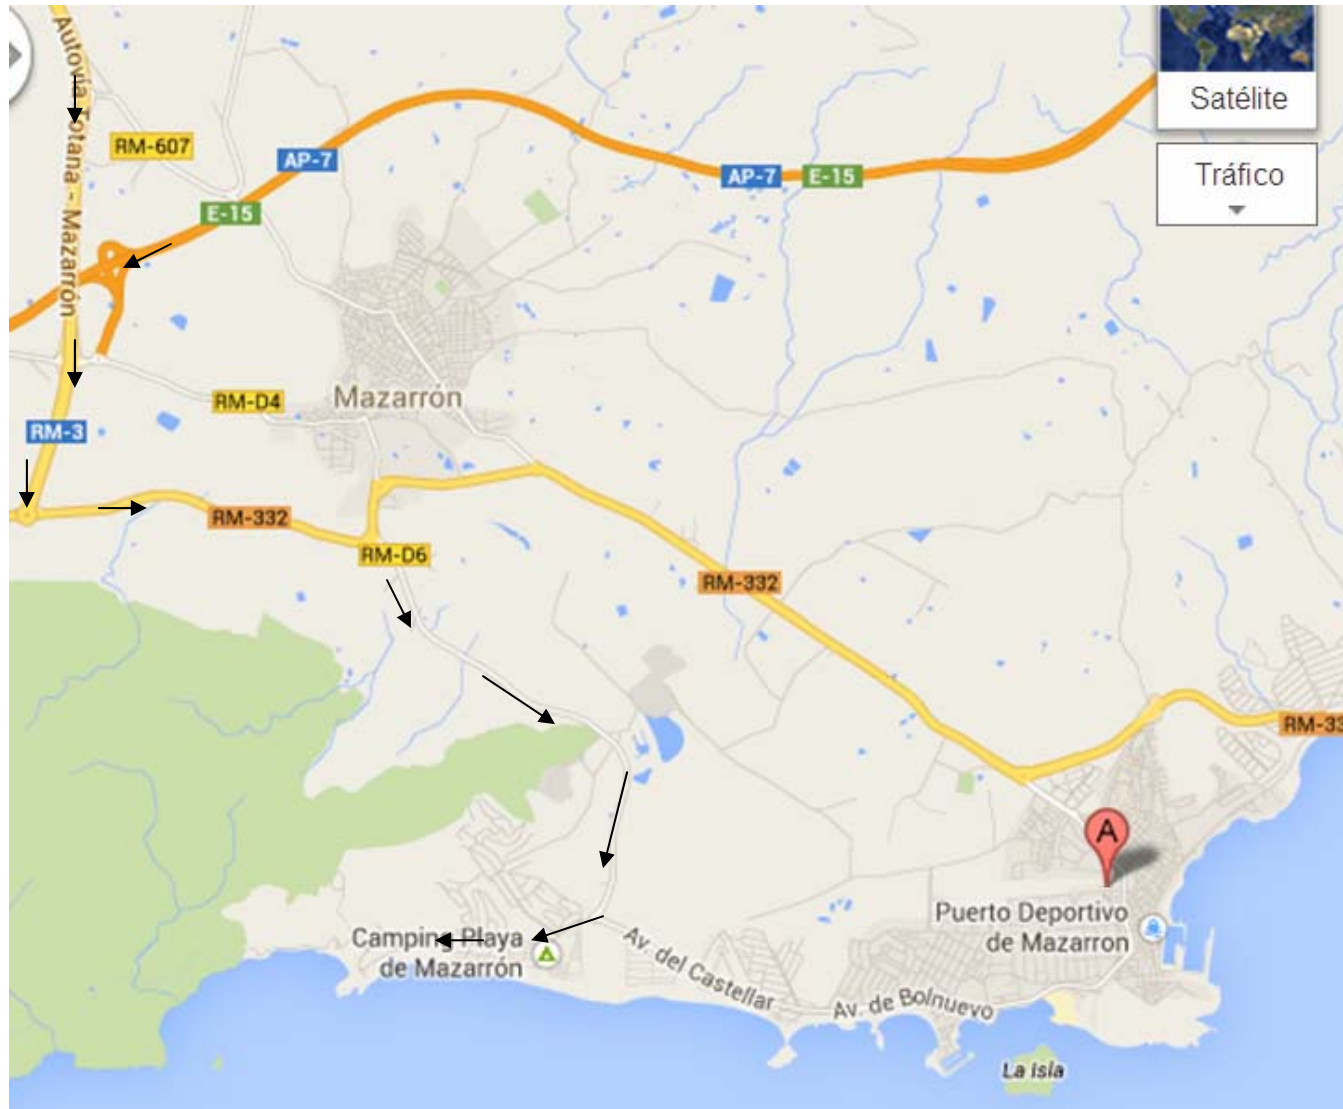 Satélite
Tráfico
Autovía Totana - Mazarrón
RM-607
AP-7
AP-7
E-15
E-15
Mazarrón
RM-D4
RM-3
RM-332
RM-D6
RM-332
RM-33
A
Puerto Deportivo
de Mazarron
Camping Playa
de Mazarrón
Av. del Castellar
Av. de Bolnuevo
La Isla